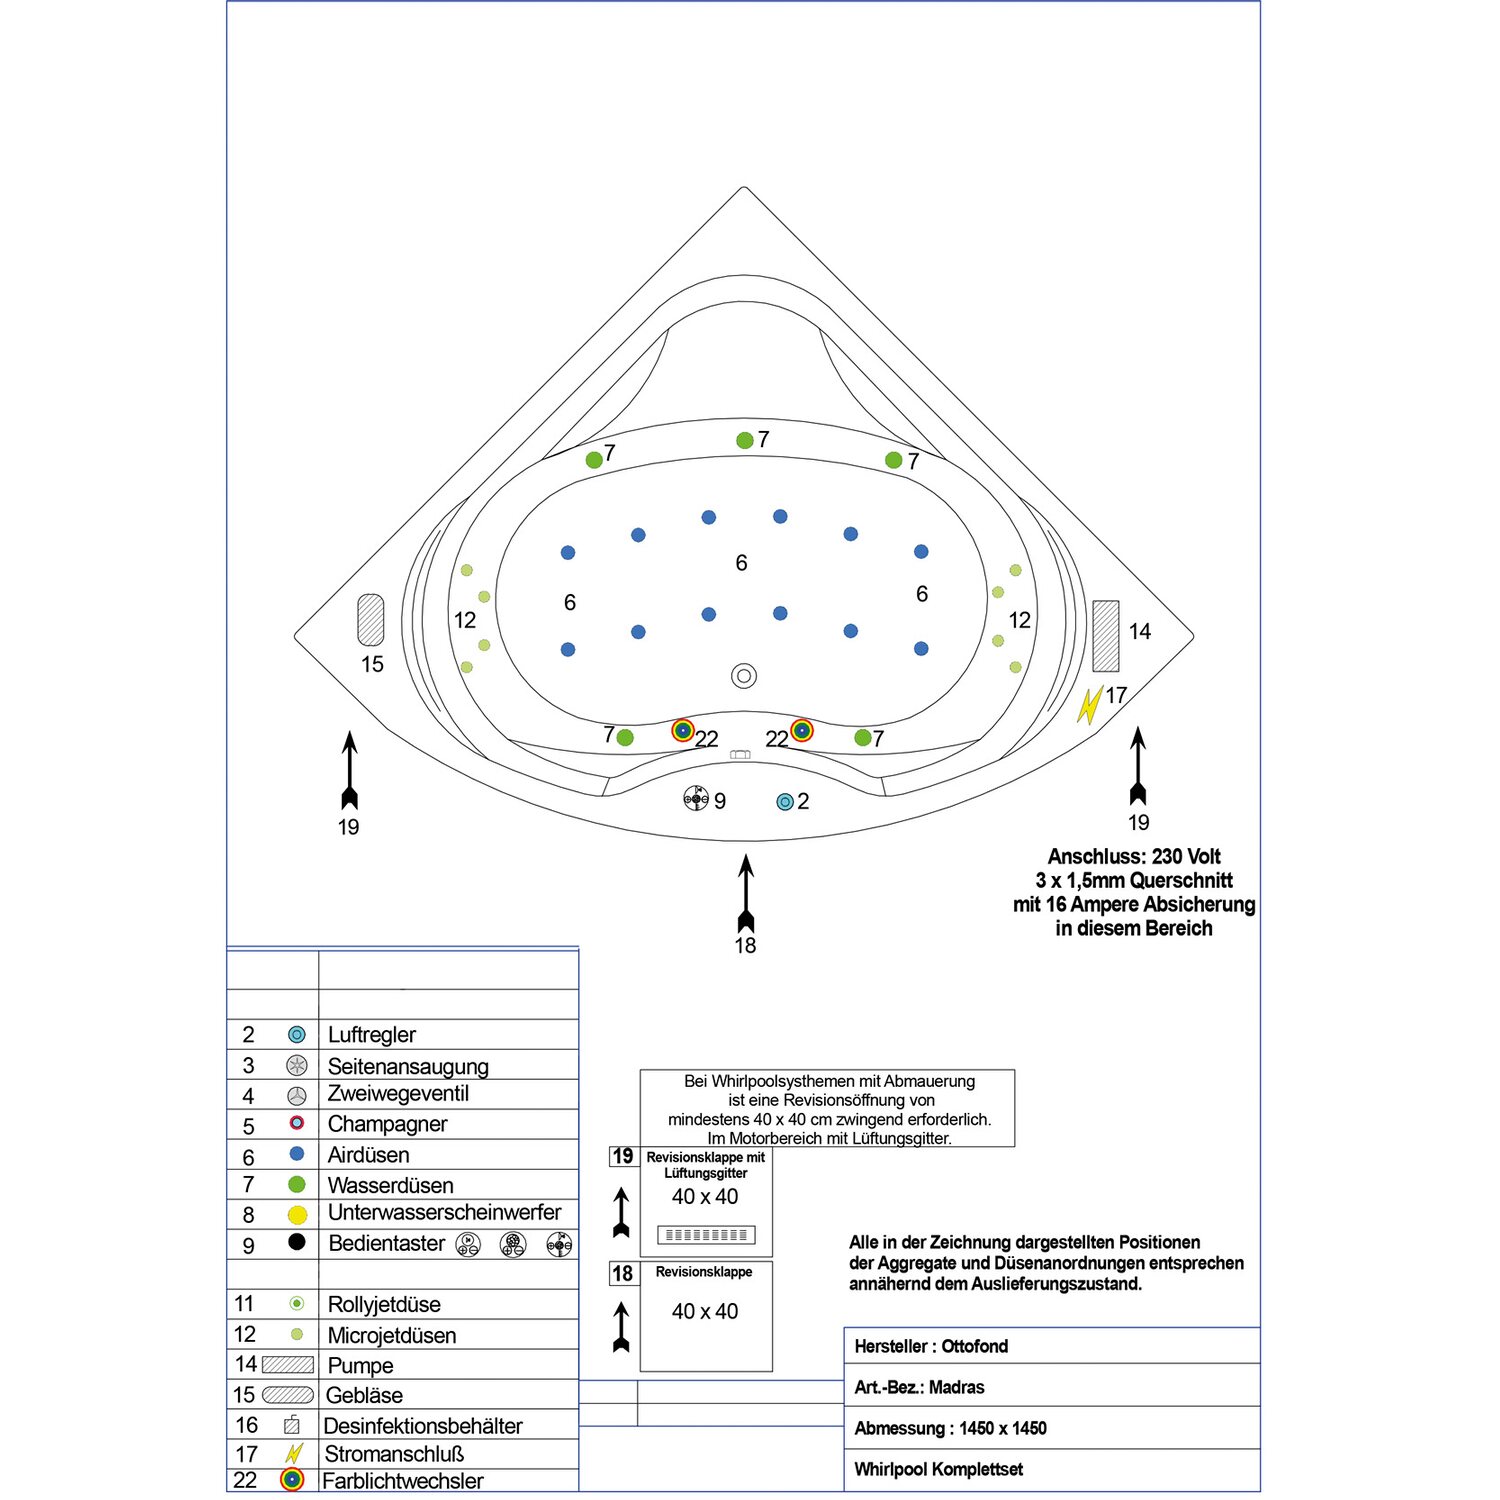 7
7
7
6
6
6
12
12
15
14
17
7
22
22
7
9
2
19
19
18
Anschluss: 230 Volt
3 x 1,5mm Querschnitt
mit 16 Ampere Absicherung
in diesem Bereich
2 Luftregler
3 Seitenansaugung
4 Zweiwegeventil
5 Champagner
6 Airdüsen
7 Wasserdüsen
8 Unterwasserscheinwerfer
9 Bedientaster
11 Rollyjetdüse
12 Microjetdüsen
14 Pumpe
15 Gebläse
16 Desinfektionsbehälter
17 Stromanschluß
22 Farblichtwechsler
Bei Whirlpoolsysthemen mit Abmauerung
ist eine Revisionsöffnung von
mindestens 40 x 40 cm zwingend erforderlich.
Im Motorbereich mit Lüftungsgitter.
19 Revisionsklappe mit
Lüftungsgitter
40 x 40
18 Revisionsklappe
40 x 40
Alle in der Zeichnung dargestellten Positionen
der Aggregate und Düsenanordnungen entsprechen
annähernd dem Auslieferungszustand.
Hersteller : Ottofond
Art.-Bez.: Madras
Abmessung : 1450 x 1450
Whirlpool Komplettset